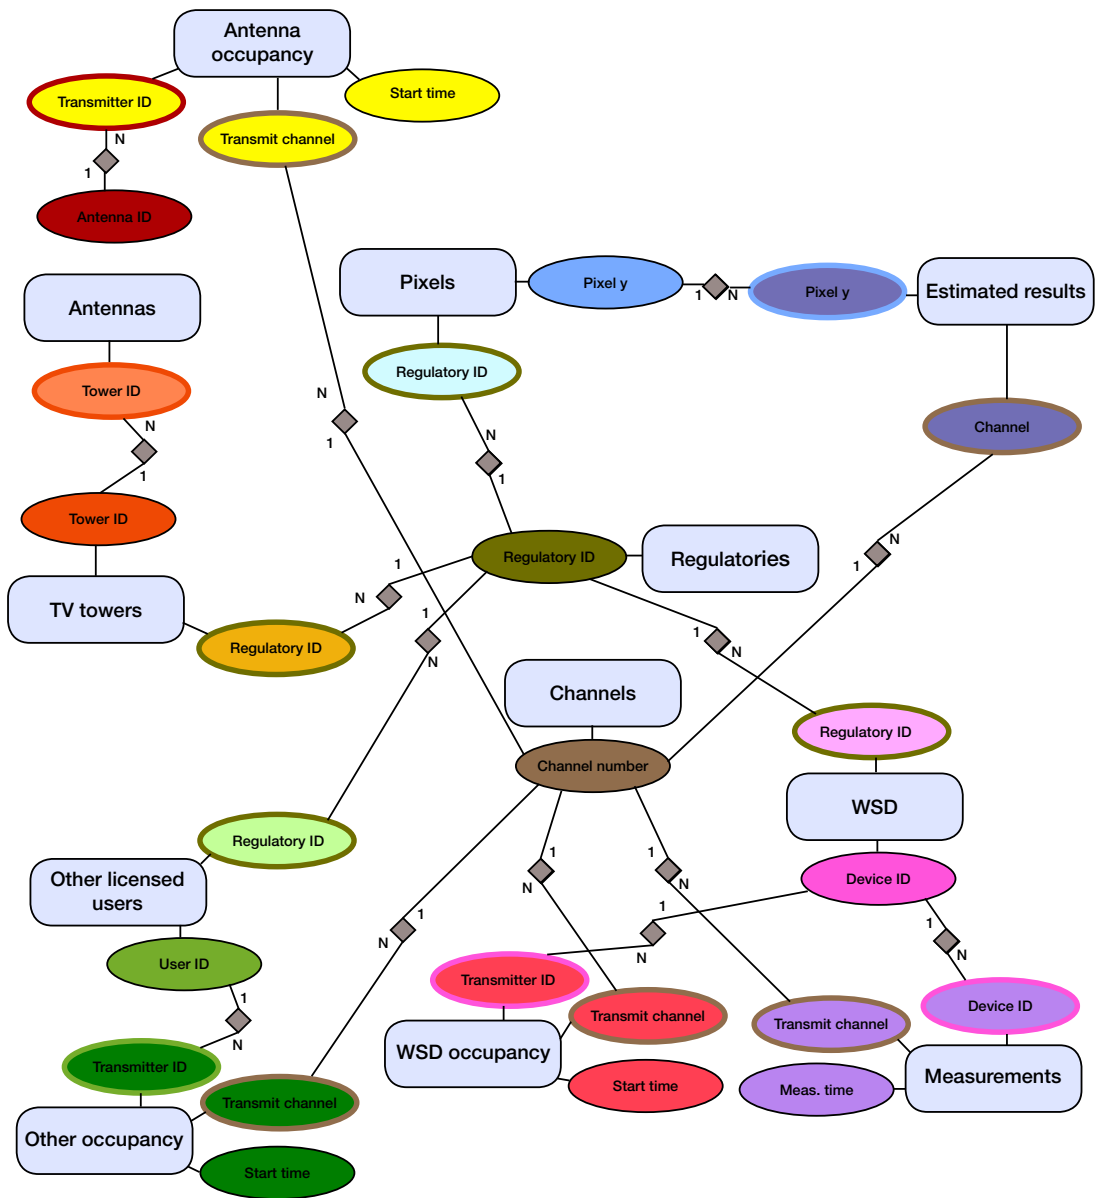 Antenna
occupancy
Transmitter ID
Start time
Transmit channel
N
1
Antenna ID
Pixels
Pixel y
1
N
Pixel y
Estimated results
Antennas
Regulatory ID
Tower ID
N
1
Channel
N
1
N
1
Tower ID
Regulatory ID
Regulatories
N
1
1
N
TV towers
Regulatory ID
1
N
1
N
Channels
Channel number
Regulatory ID
WSD
Regulatory ID
Other licensed
users
Device ID
1
N
1
N
1
N
1
N
1
N
User ID
Transmitter ID
Device ID
1
N
Transmit channel
Transmit channel
WSD occupancy
Transmitter ID
Start time
Meas. time
Measurements
Transmit channel
Other occupancy
Start time